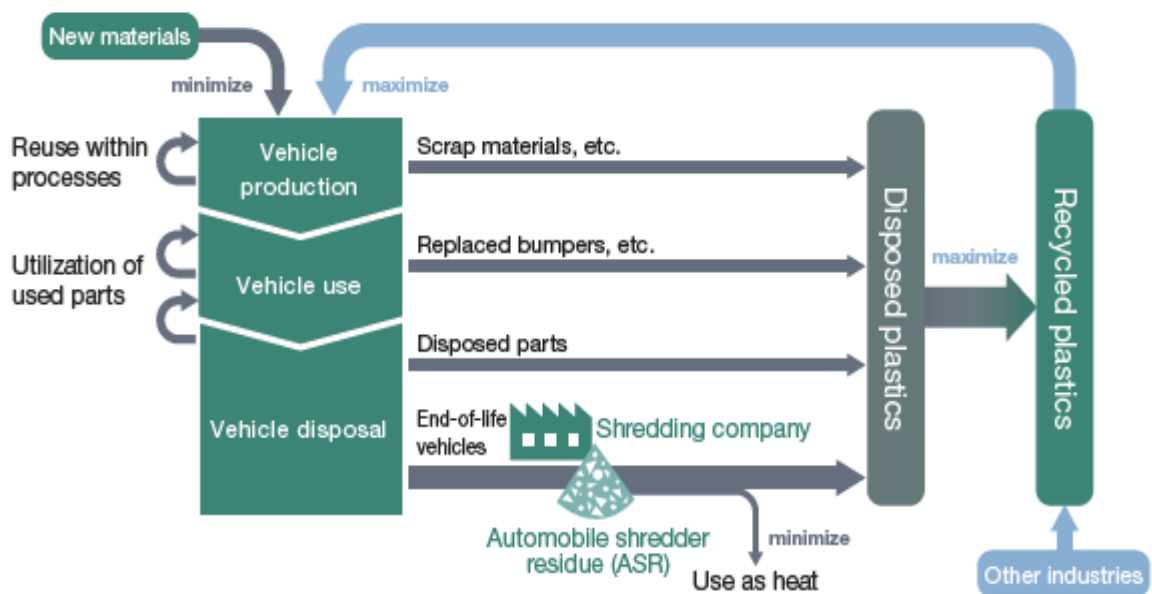 New materials
minimize
maximize
Reuse within
processes
Vehicle
production
Scrap materials, etc.
Utilization of
used parts
Vehicle use
Replaced bumpers, etc.
Disposed parts
Vehicle disposal
End-of-life
vehicles
Shredding company
Automobile shredder
residue (ASR)
minimize
Use as heat
Disposed plastics
maximize
Recycled plastics
Other industries